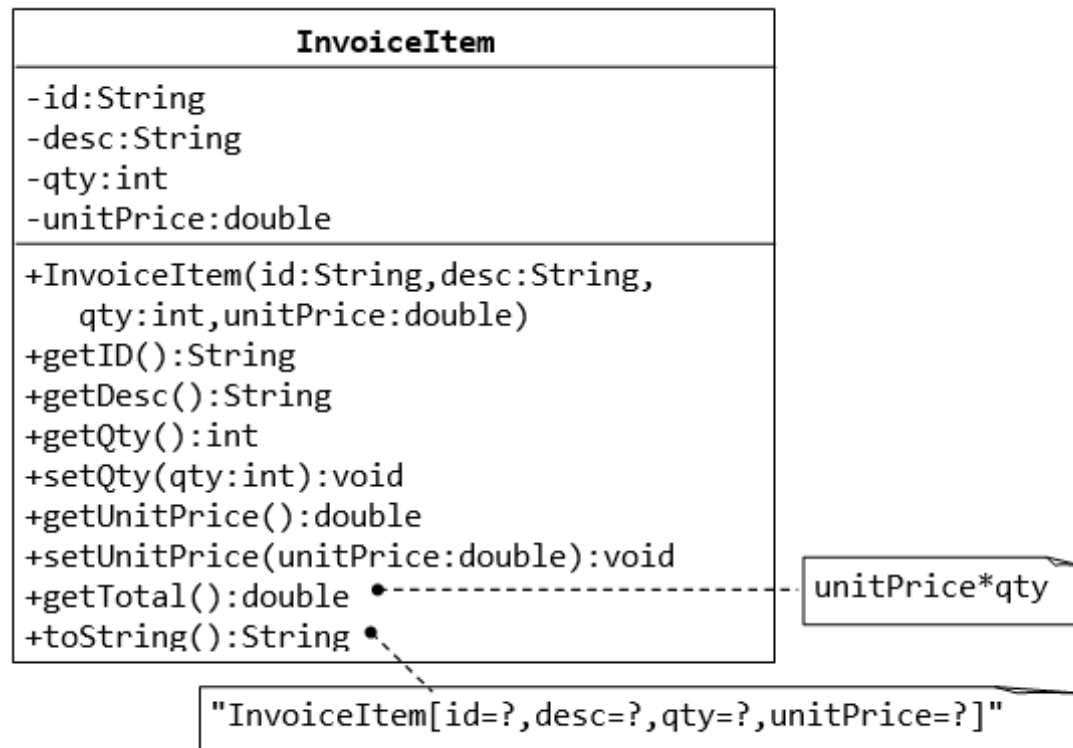 InvoiceItem
-id:String
-desc:String
-qty:int
-unitPrice:double
+InvoiceItem(id:String,desc:String,
qty:int,unitPrice:double)
+getID():String
+getDesc():String
+getQty():int
+setQty(qty:int):void
+getUnitPrice():double
+setUnitPrice(unitPrice:double):void
+getTotal():double
unitPrice*qty
+toString():String
"InvoiceItem[id=?,desc=?,qty=?,unitPrice=?]"